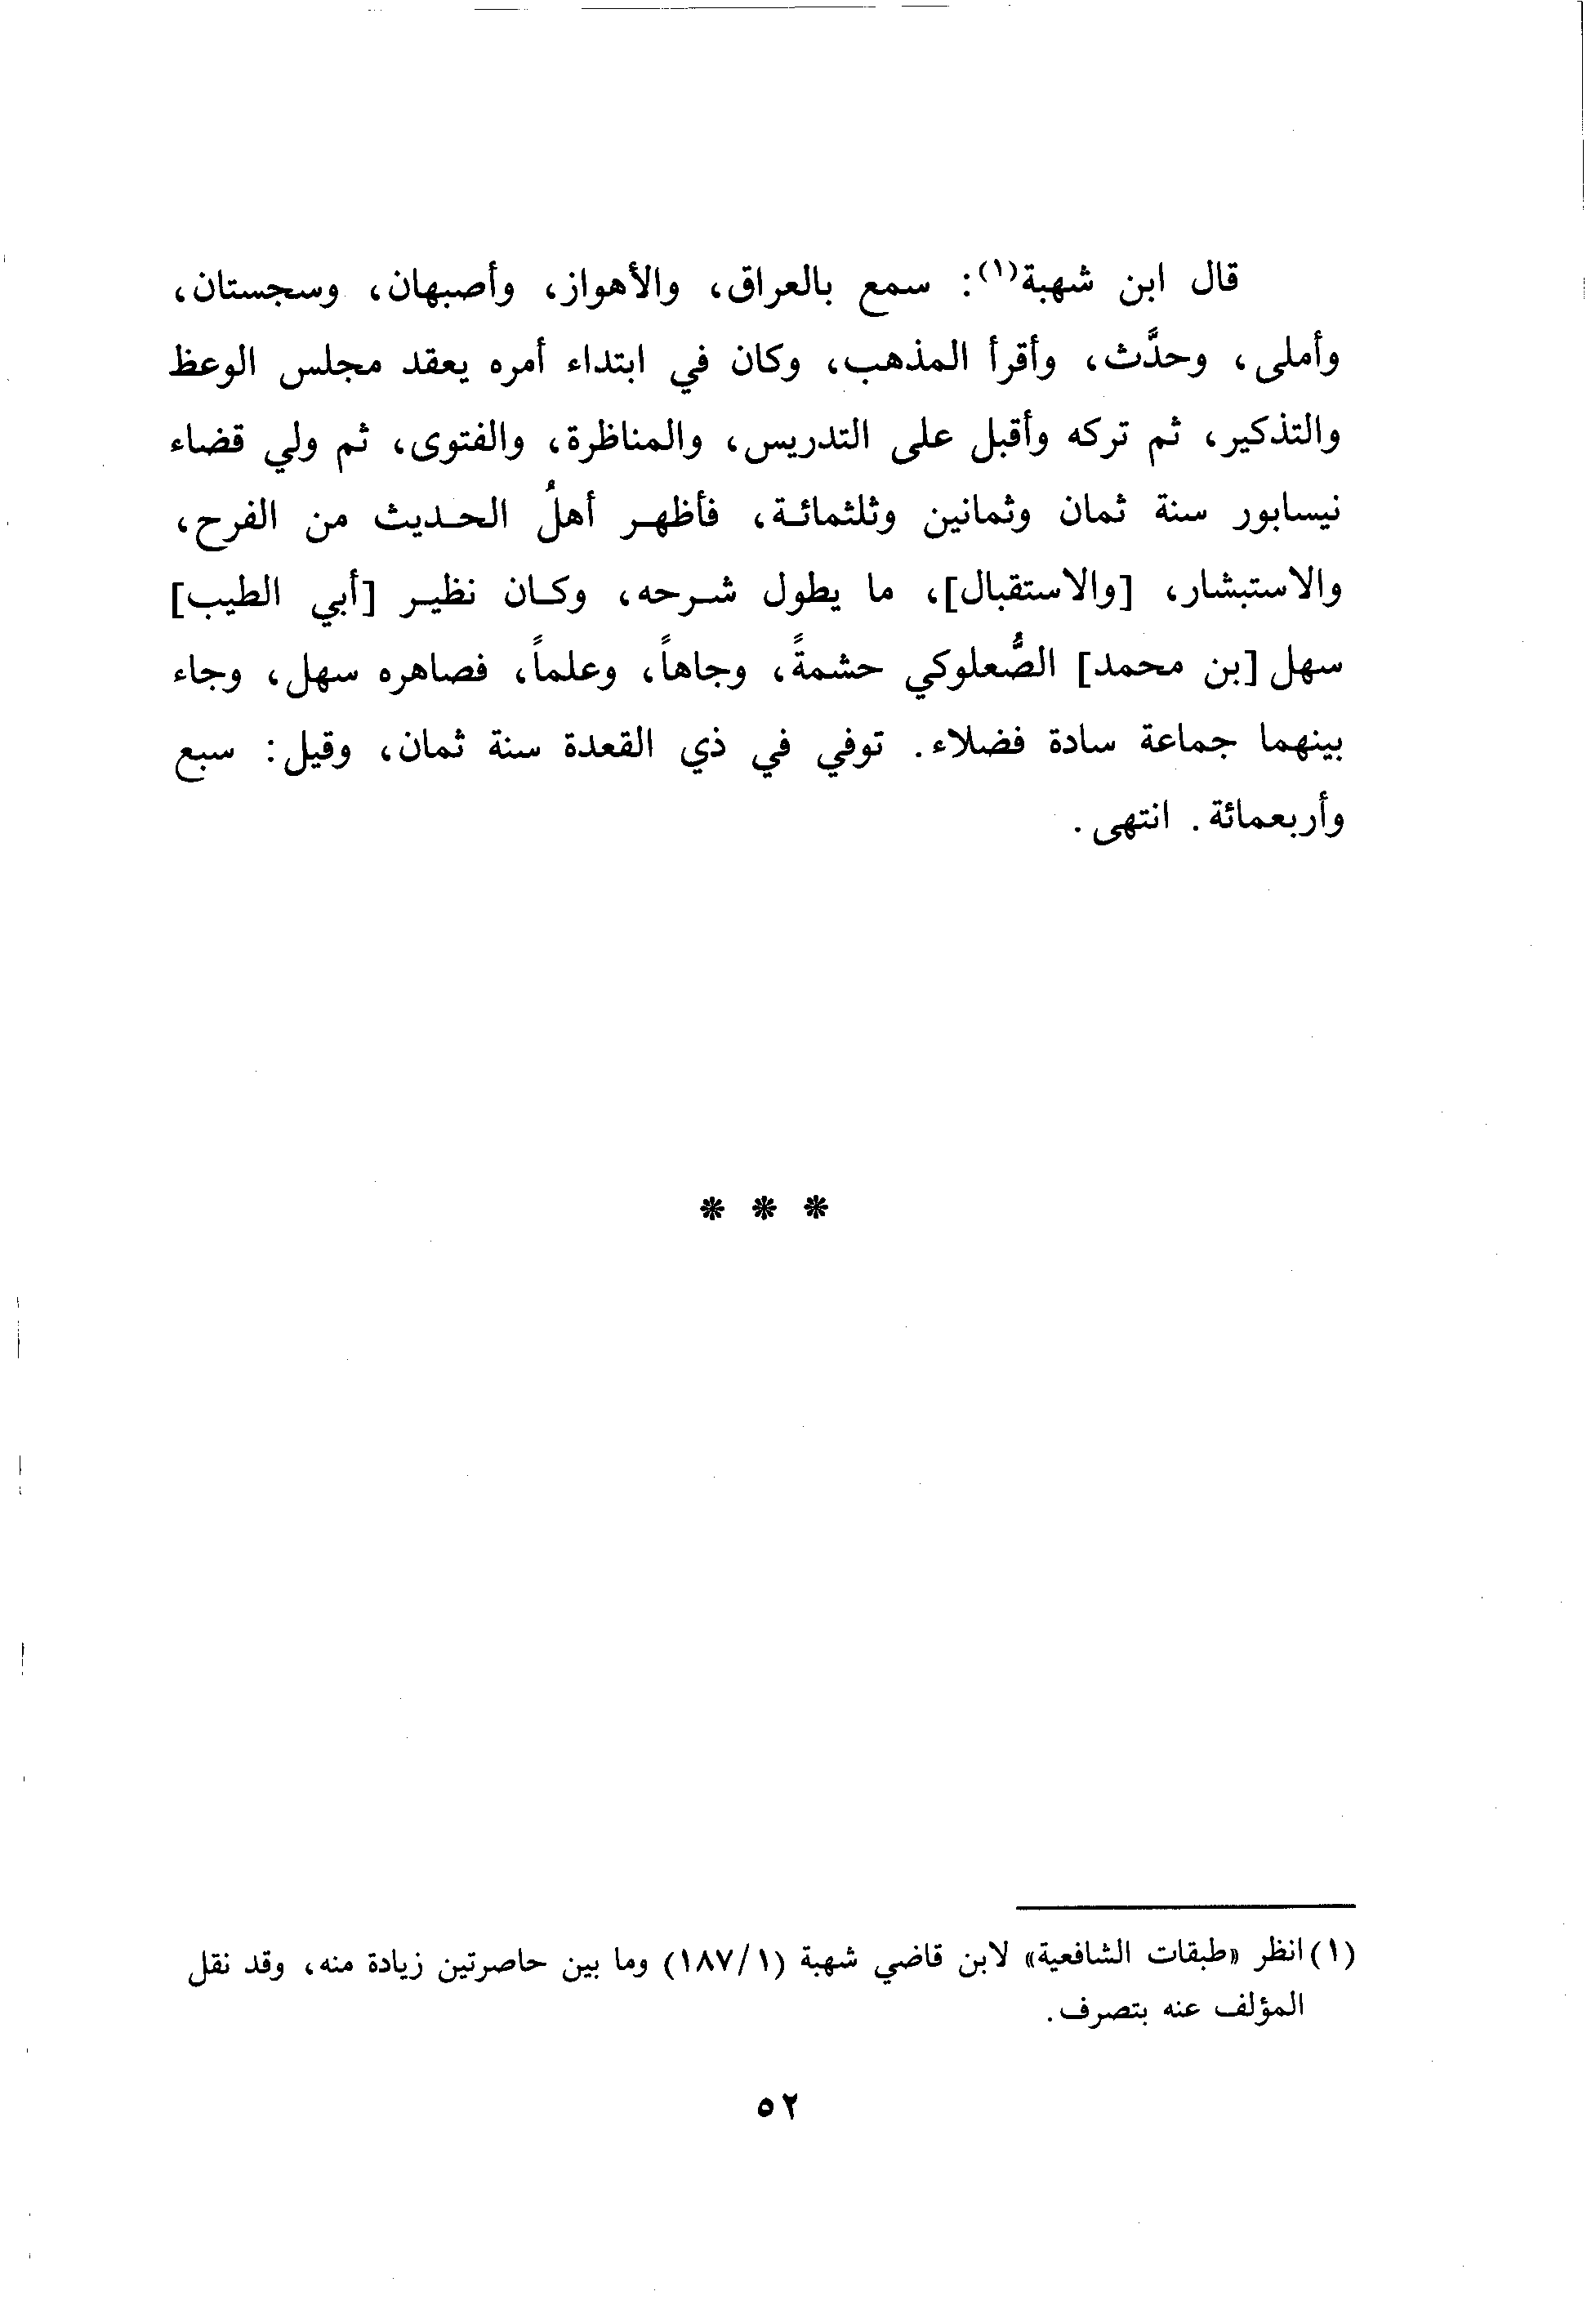 قال ابن شهبة(١): سمع بالعراق، والأهواز، وأصبهان، وسجستان،
وأملى، وحدَّث، وأقرأ المذهب، وكان في ابتداء أمره يعقد مجلس الوعظ
والتذكير، ثم تركه وأقبل على التدريس، والمناظرة، والفتوى، ثم ولي قضاء
نيسابور سنة ثمان وثمانين وثلثمائة، فأظهر أهلُ الحديث من الفرح،
والاستبشار، [والاستقبال]، ما يطول شرحه، وكان نظير [أبي الطيب]
سهل [بن محمد] الصُّعلوكي حشمةً، وجاهاً، وعلماً، فصاهره سهل، وجاء
بينهما جماعة سادة فضلاء. توفي في ذي القعدة سنة ثمان، وقيل: سبع
وأربعمائة. انتهى.
* * *
(١) انظر «طبقات الشافعية» لابن قاضي شهبة (١/١٨٧) وما بين حاصرتين زيادة منه، وقد نقل
المؤلف عنه بتصرف.
٥٢